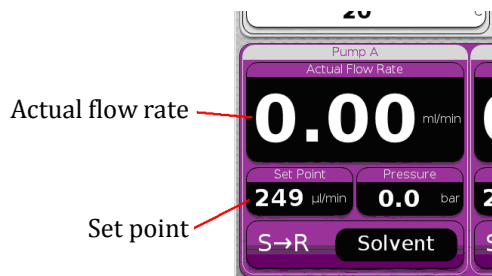 20
Pump A
Actual Flow Rate
Actual flow rate
0.00 ml/min
Set Point Pressure
249 µl/min 0.0 bar
Set point
S→R Solvent